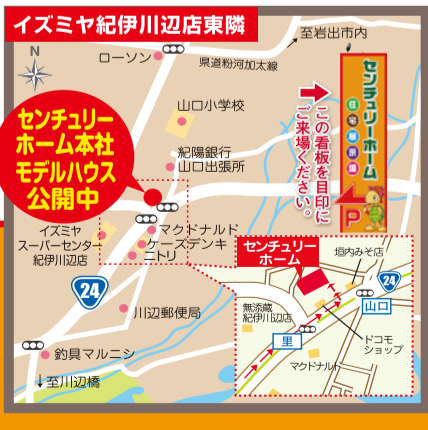 イズミヤ紀伊川辺店東隣
N
ローソン
至岩出市内
県道粉河加太線
センチュリーホーム
住宅展示場
P
この看板を目印に
ご来場ください。
山口小学校
センチュリー
ホーム本社
モデルハウス
公開中
紀陽銀行
山口出張所
イズミヤ
スーパーセンター
紀伊川辺店
マクドナルド
ケーズデンキ
ニトリ
24
川辺郵便局
釣具マルニシ
↓至川辺橋
センチュリー
ホーム
垣内みそ店
24
山口
無添蔵
紀伊川辺店
里
ドコモ
ショップ
マクドナルド